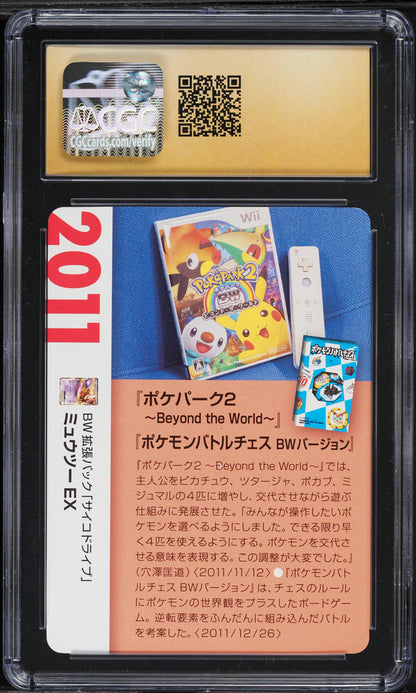 CGC
CGCcards.com/verify
2011
BW 拡張パック「サイコドライブ」
ミュウツーEX
Wii
POKÉPARK 2
BW
『ポケパーク2
〜Beyond the World〜』
『ポケモンバトルチェス BWバージョン』
『ポケパーク2 〜Beyond the World〜』では、
主人公をピカチュウ、ツタージャ、ポカブ、ミ
ジュマルの4匹に増やし、交代させながら遊ぶ
仕組みに発展させた。「みんなが操作したいポ
ケモンを選べるようにしました。できる限り早
く4匹を使えるようにする。ポケモンを交代さ
せる意味を表現する。この調整が大変でした。」
(穴澤匡道)〈2011/11/12〉●『ポケモンバト
ルチェス BWバージョン』は、チェスのルール
にポケモンの世界観をプラスしたボードゲー
ム。逆転要素をふんだんに組み込んだバトル
を考案した。〈2011/12/26〉